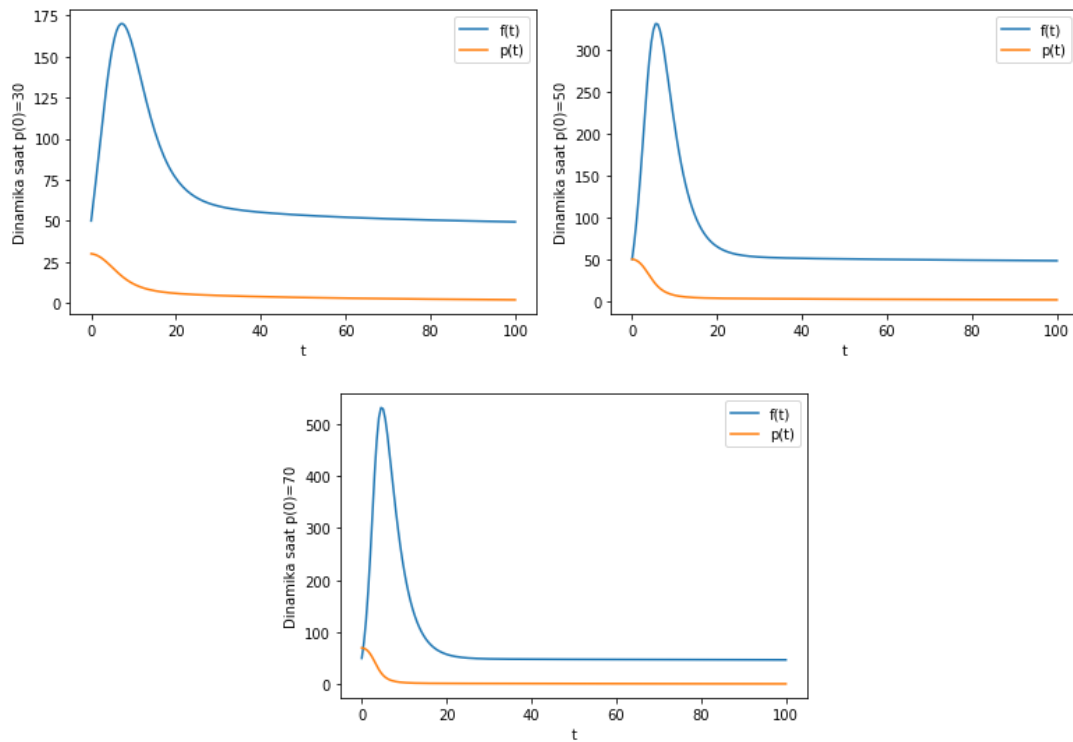 Dinamika saat p(0)=30
175
150
125
100
75
50
25
0
0 20 40 60 80 100
t
f(t)
p(t)
Dinamika saat p(0)=50
300
250
200
150
100
50
0
0 20 40 60 80 100
t
f(t)
p(t)
Dinamika saat p(0)=70
500
400
300
200
100
0
0 20 40 60 80 100
t
f(t)
p(t)